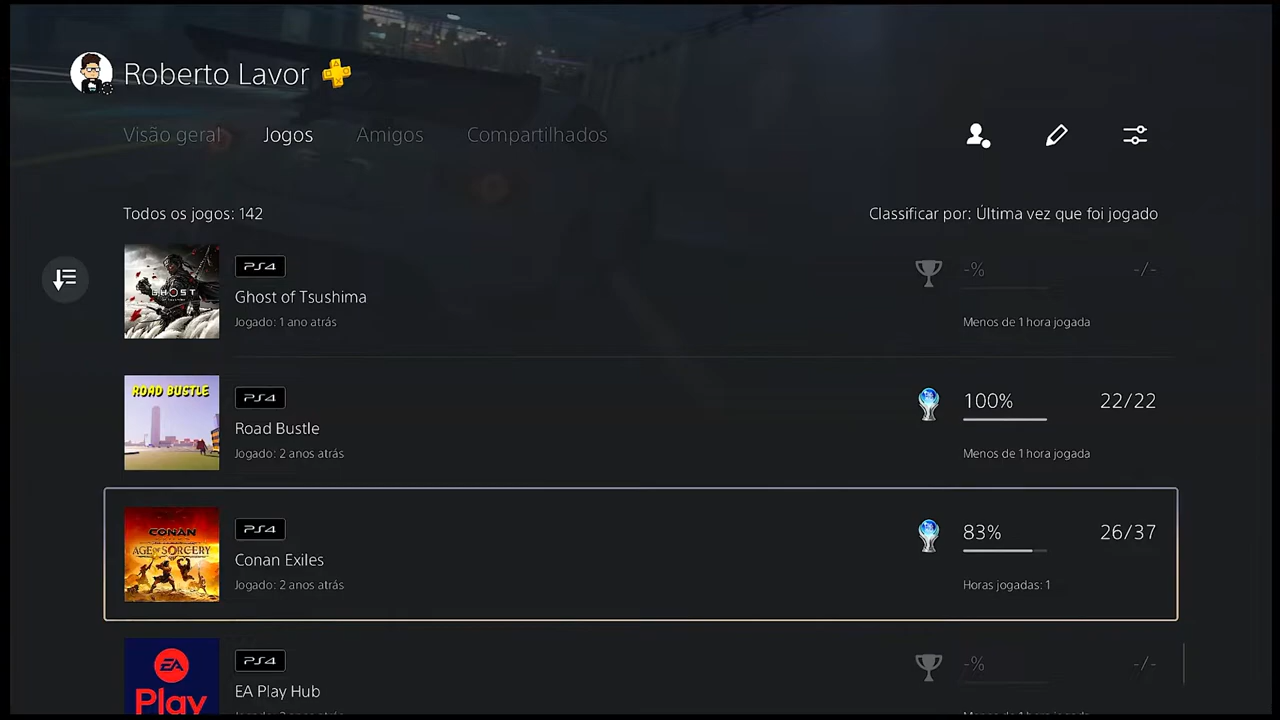 Roberto Lavor
Visão geral Jogos Amigos Compartilhados
Todos os jogos: 142 Classificar por: Última vez que foi jogado
GHOST
PS4 -% -/-
Ghost of Tsushima
Jogado: 1 ano atrás Menos de 1 hora jogada
ROAD BUSTLE
PS4 100% 22/22
Road Bustle
Jogado: 2 anos atrás Menos de 1 hora jogada
CONAN
AGE OF SORCERY
PS4 83% 26/37
Conan Exiles
Jogado: 2 anos atrás Horas jogadas: 1
EA
Play
PS4 -% -/-
EA Play Hub